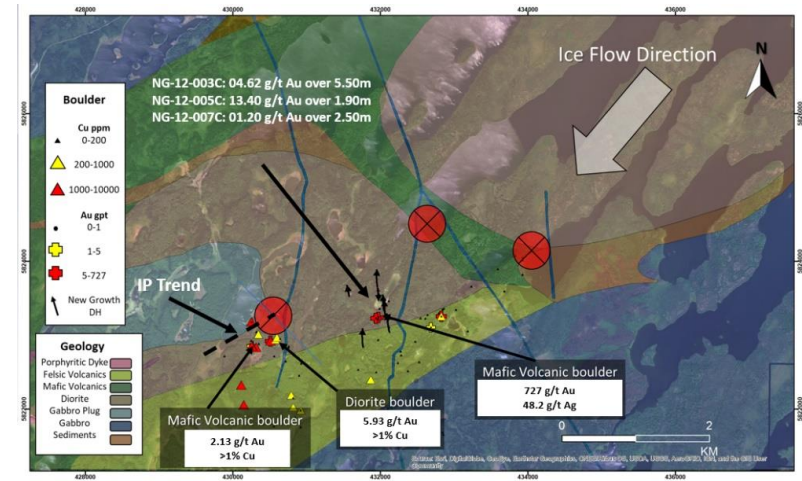 428000
430000
432000
434000
436000
Ice Flow Direction
N
NG-12-003C: 04.62 g/t Au over 5.50m
NG-12-005C: 13.40 g/t Au over 1.90m
NG-12-007C: 01.20 g/t Au over 2.50m
Boulder
Cu ppm
0-200
200-1000
1000-10000
Au gpt
0-1
1-5
5-727
New Growth
DH
IP Trend
Geology
Porphyritic Dyke
Felsic Volcanics
Mafic Volcanics
Diorite
Gabbro Plug
Gabbro
Sediments
Mafic Volcanic boulder
2.13 g/t Au
>1% Cu
Diorite boulder
5.93 g/t Au
>1% Cu
Mafic Volcanic boulder
727 g/t Au
48.2 g/t Ag
0
2
KM
428000
430000
432000
434000
436000